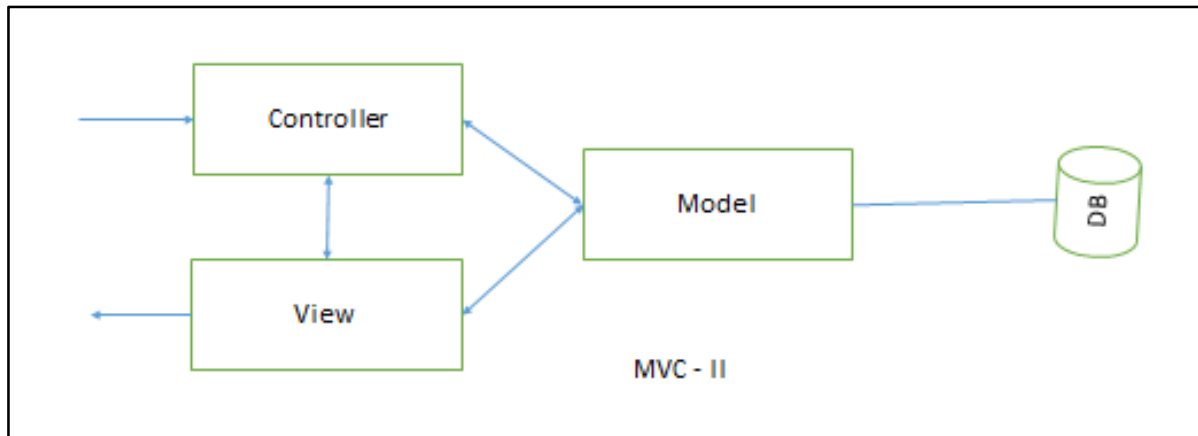 Controller
Model
DB
View
MVC - II